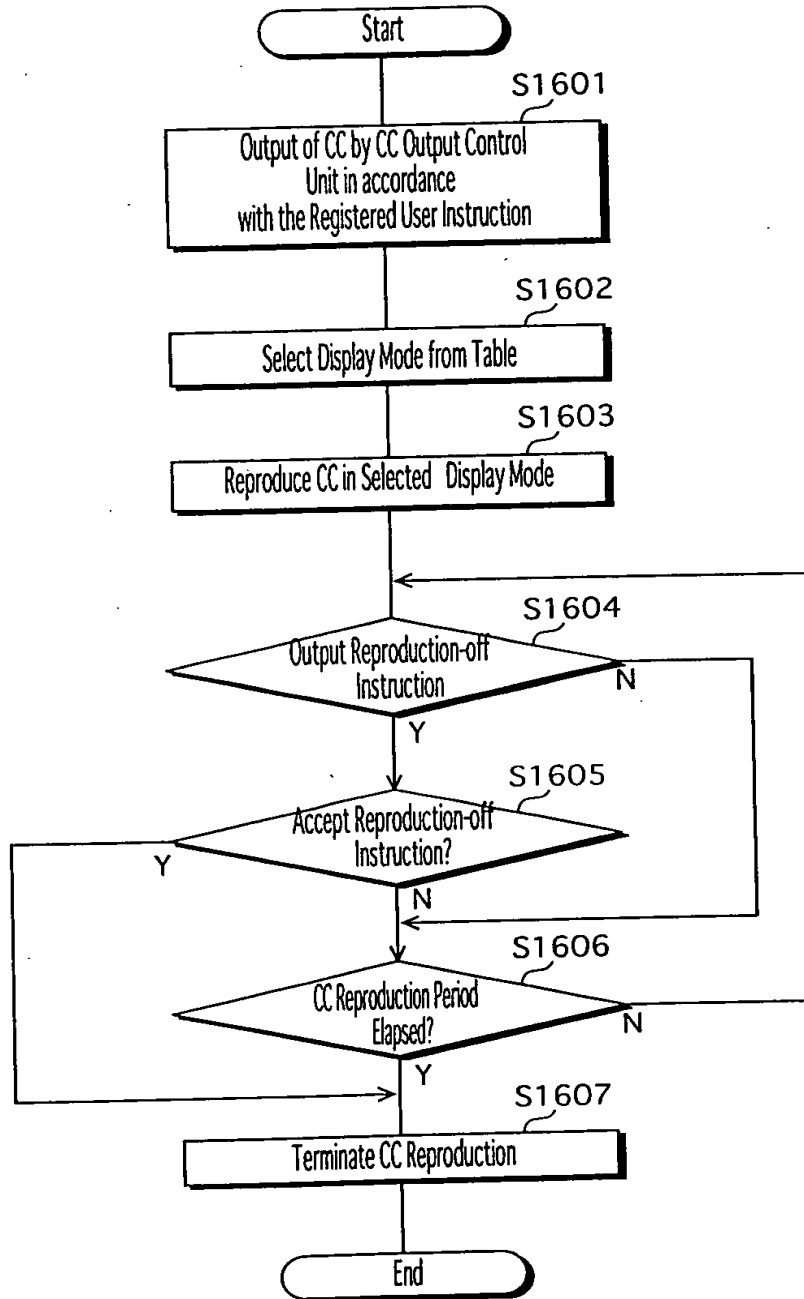 Start
S1601
Output of CC by CC Output Control
Unit in accordance
with the Registered User Instruction
S1602
Select Display Mode from Table
S1603
Reproduce CC in Selected Display Mode
S1604
Output Reproduction-off
Instruction
N
Y
S1605
Accept Reproduction-off
Instruction?
Y
N
S1606
CC Reproduction Period
Elapsed?
N
Y
S1607
Terminate CC Reproduction
End